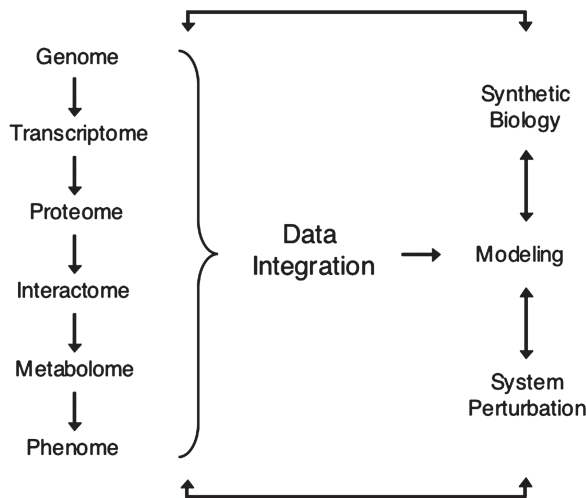 Genome
Transcriptome
Proteome
Interactome
Metabolome
Phenome
Data
Integration
Synthetic
Biology
Modeling
System
Perturbation